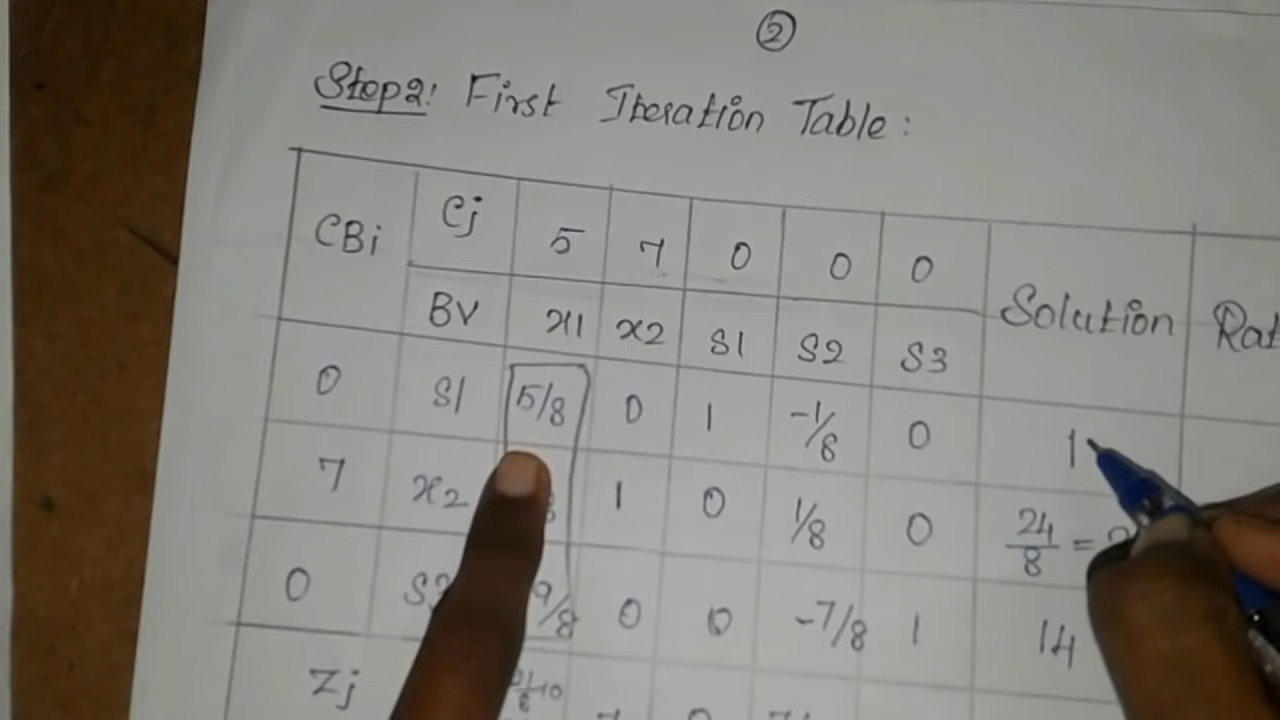 ②
Step2: First Iteration Table:
CBi Cj 5 7 0 0 0 Solution
BV x1 x2 S1 S2 S3
0 S1 5/8 0 1 -1/8 0 1
7 x2 1 0 1/8 0 24/8 =
0 9/8 0 0 -7/8 1 14
Zj